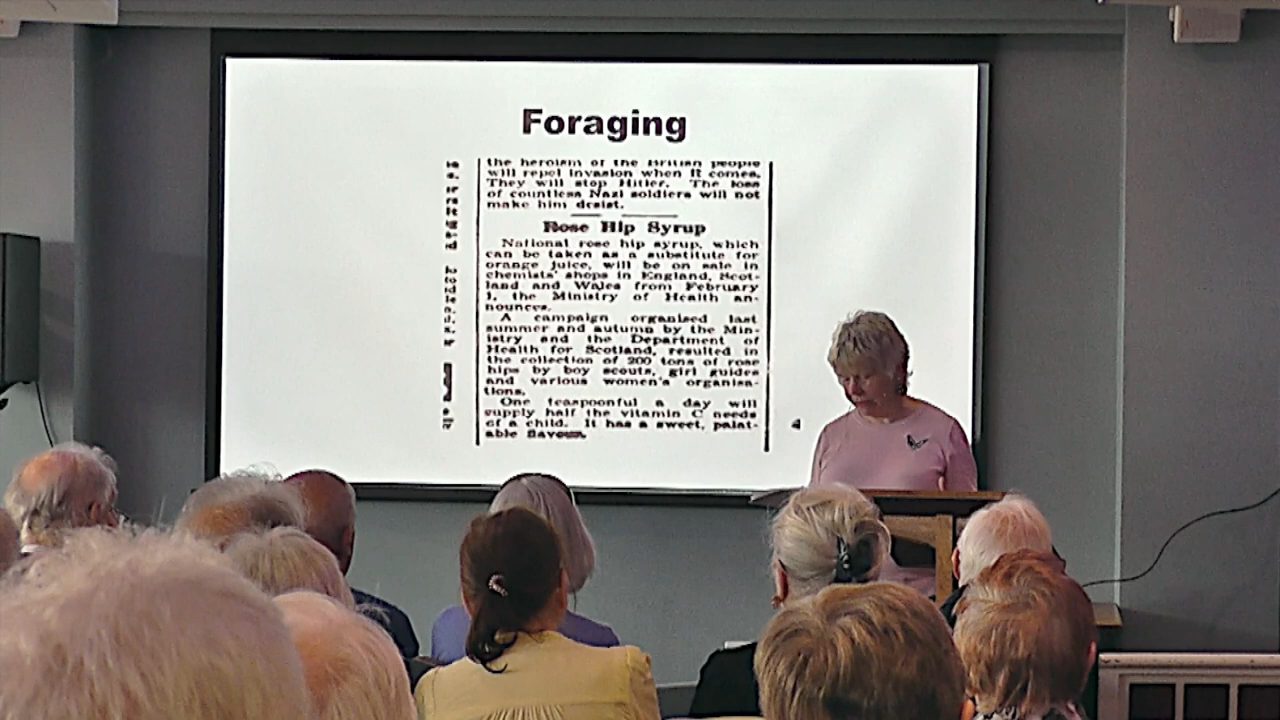 Foraging
the heroism of the British people
will repel invasion when it comes.
They will stop Hitler. The loss
of countless Nazi soldiers will not
make him desist.
Rose Hip Syrup
National rose hip syrup, which
can be taken as a substitute for
orange juice, will be on sale in
chemists' shops in England, Scot-
land and Wales from February
1, the Ministry of Health an-
nounces.
A campaign organised last
summer and autumn by the Min-
istry and the Department of
Health for Scotland, resulted in
the collection of 200 tons of rose
hips by boy scouts, girl guides
and various women's organisa-
tions.
One teaspoonful a day will
supply half the vitamin C needs
of a child. It has a sweet, palat-
able flavour.
4